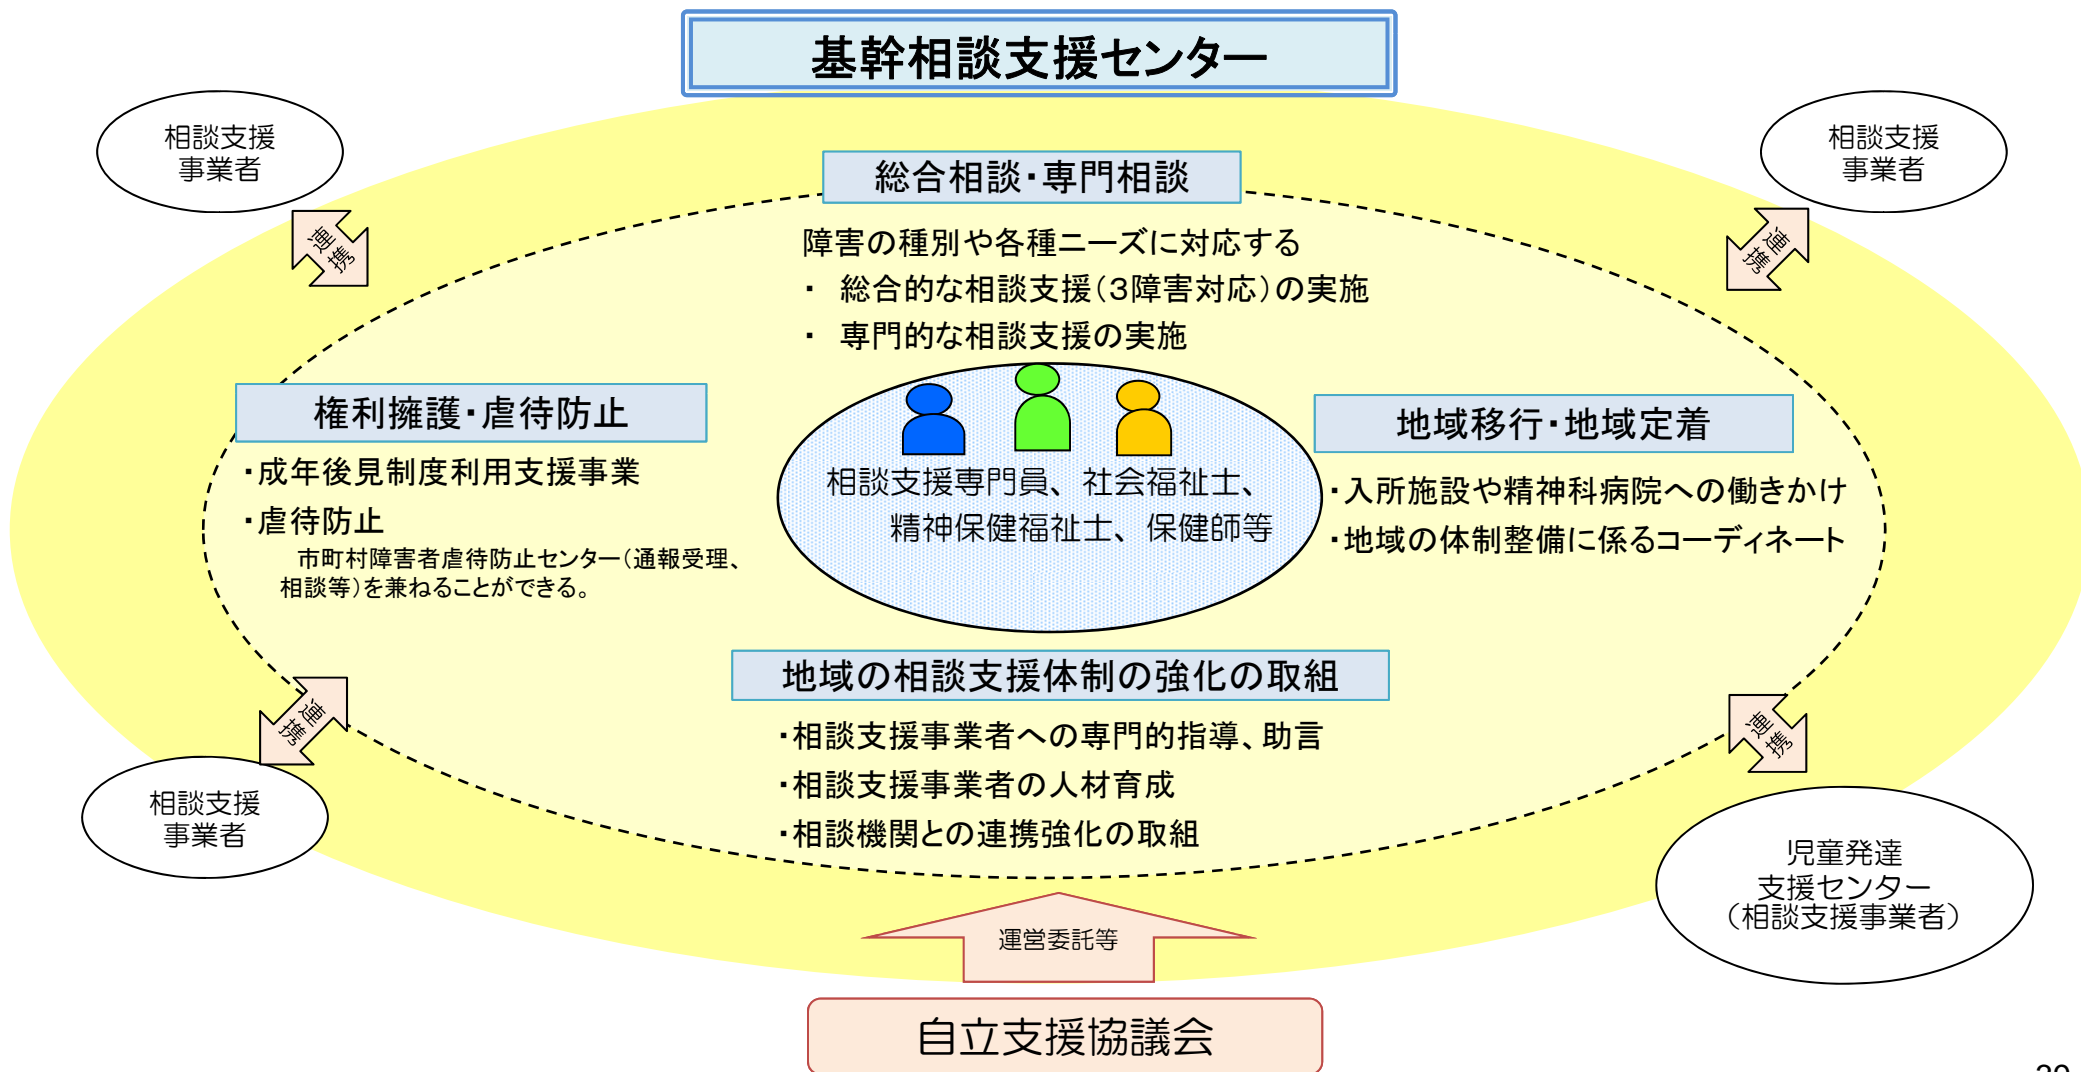 基幹相談支援センター
相談支援
事業者
相談支援
事業者
連携
連携
総合相談・専門相談
障害の種別や各種ニーズに対応する
・ 総合的な相談支援（３障害対応）の実施
・ 専門的な相談支援の実施
権利擁護・虐待防止
・成年後見制度利用支援事業
・虐待防止
市町村障害者虐待防止センター（通報受理、
相談等）を兼ねることができる。
相談支援専門員、社会福祉士、
精神保健福祉士、保健師等
地域移行・地域定着
・入所施設や精神科病院への働きかけ
・地域の体制整備に係るコーディネート
地域の相談支援体制の強化の取組
・相談支援事業者への専門的指導、助言
・相談支援事業者の人材育成
・相談機関との連携強化の取組
連携
連携
相談支援
事業者
児童発達
支援センター
（相談支援事業者）
運営委託等
自立支援協議会